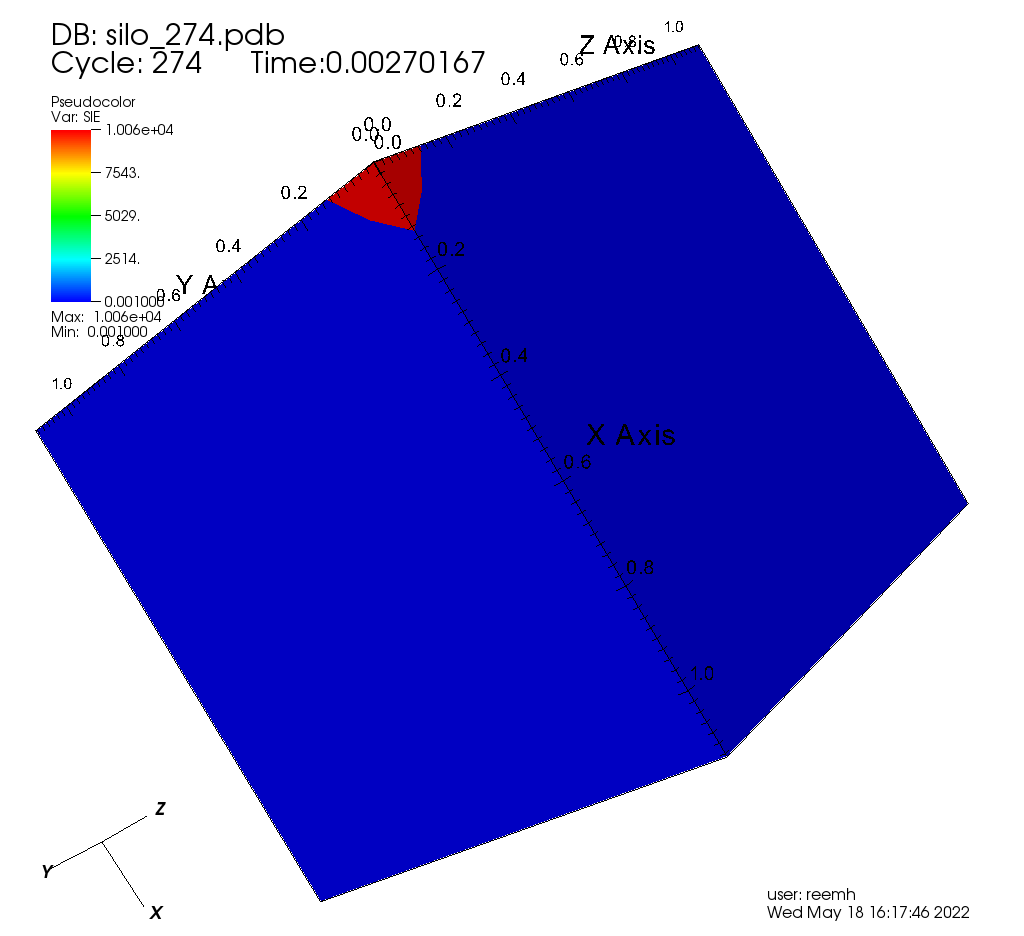 DB: silo_274.pdb
Cycle: 274 Time:0.00270167
Pseudocolor
Var: SIE
1.006e+04
7543.
5029.
2514.
0.001000
Max: 1.006e+04
Min: 0.001000
Z Axis
0.0
0.2
0.4
0.6
0.8
1.0
Y A
0.0
0.2
0.4
0.6
0.8
1.0
X Axis
0.0
0.2
0.4
0.6
0.8
1.0
Z
Y
X
user: reemh
Wed May 18 16:17:46 2022